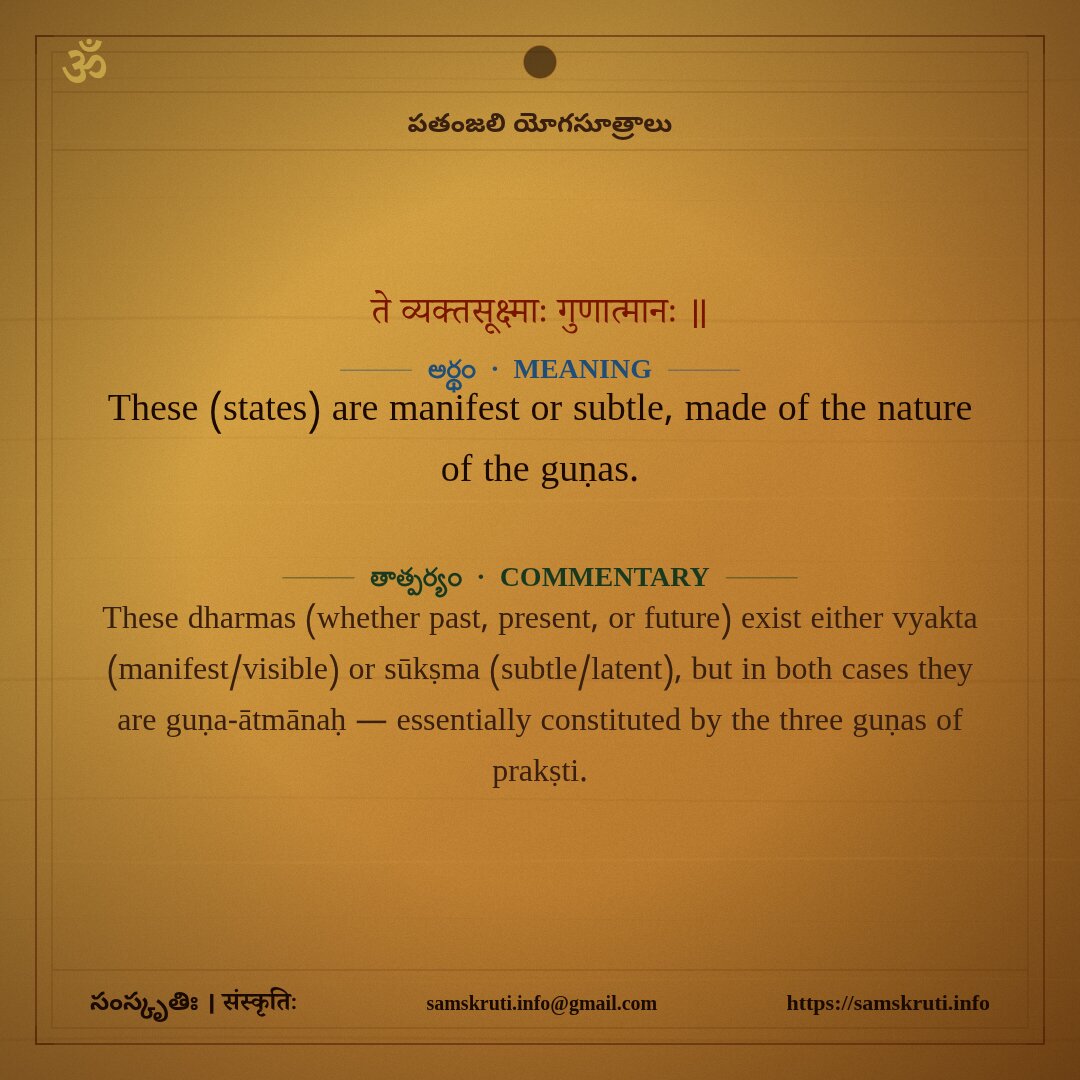 ॐ
పతంజలి యోగసూత్రాలు
ते व्यक्तसूक्ष्माः गुणात्मानः ॥
అర్థం · MEANING
These (states) are manifest or subtle, made of the nature
of the guṇas.
తాత్పర్యం · COMMENTARY
These dharmas (whether past, present, or future) exist either vyakta
(manifest/visible) or sūkṣma (subtle/latent), but in both cases they
are guṇa-ātmānaḥ — essentially constituted by the three guṇas of
prakṣti.
సంస్కృతిః | संस्कृतिः samskruti.info@gmail.com https://samskruti.info